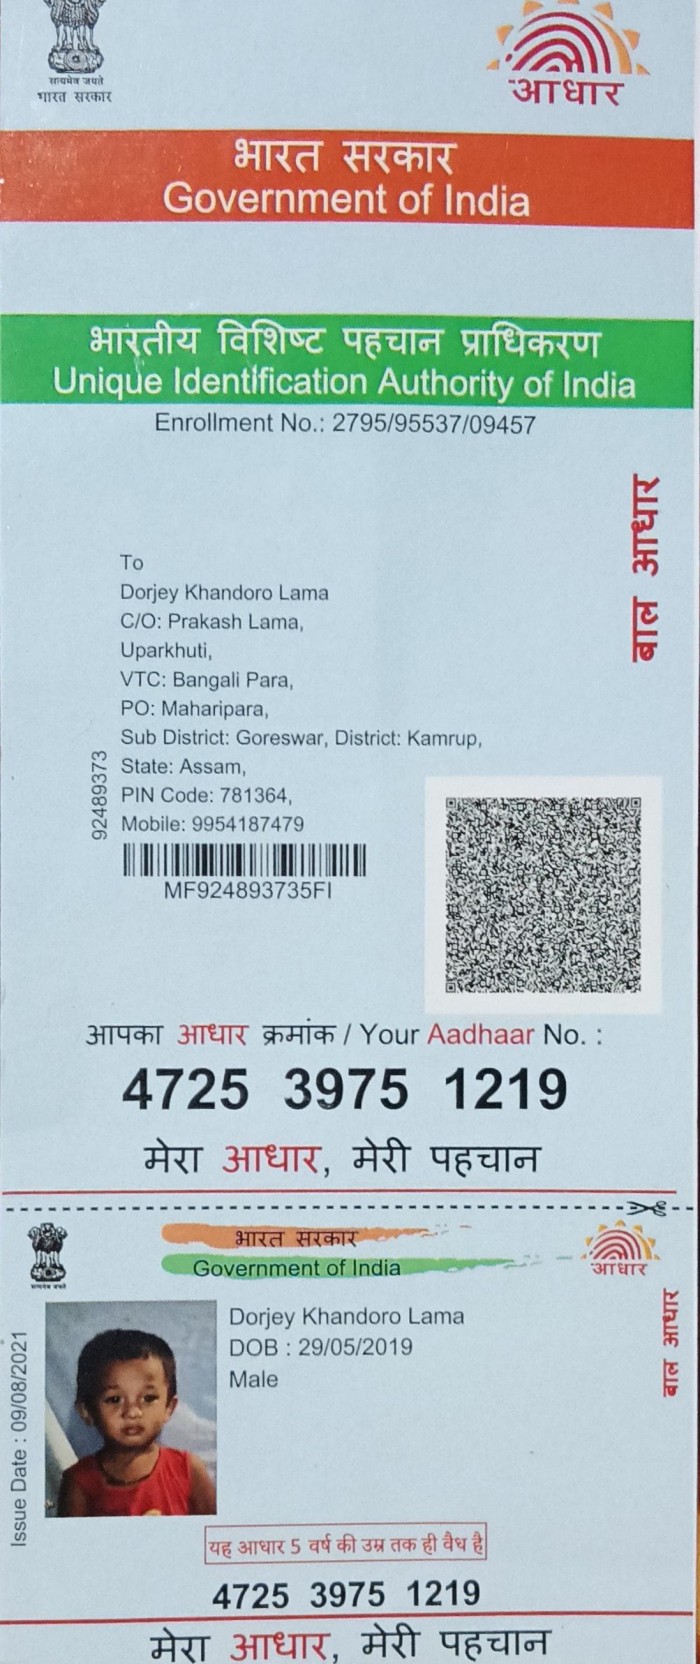 सत्यमेव जयते
भारत सरकार
आधार
भारत सरकार
Government of India
भारतीय विशिष्ट पहचान प्राधिकरण
Unique Identification Authority of India
Enrollment No.: 2795/95537/09457
बाल आधार
To
Dorjey Khandoro Lama
C/O: Prakash Lama,
Uparkhuti,
VTC: Bangali Para,
PO: Maharipara,
Sub District: Goreswar, District: Kamrup,
State: Assam,
PIN Code: 781364,
Mobile: 9954187479
92489373
MF924893735FI
आपका आधार क्रमांक / Your Aadhaar No. :
4725 3975 1219
मेरा आधार, मेरी पहचान
भारत सरकार
Government of India
सत्यमेव जयते
आधार
बाल आधार
Issue Date : 09/08/2021
Dorjey Khandoro Lama
DOB : 29/05/2019
Male
यह आधार 5 वर्ष की उम्र तक ही वैध है
4725 3975 1219
मेरा आधार, मेरी पहचान